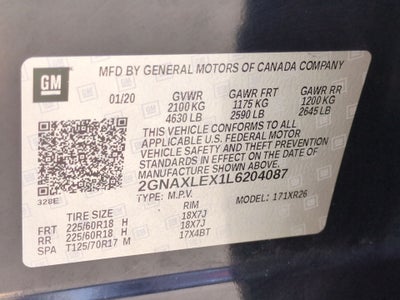 GM
MFD BY GENERAL MOTORS OF CANADA COMPANY
01/20 GVWR GAWR FRT GAWR RR
2100 KG 1175 KG 1200 KG
4630 LB 2590 LB 2645 LB
THIS VEHICLE CONFORMS TO ALL
APPLICABLE U.S. FEDERAL MOTOR
VEHICLE SAFETY AND THEFT PREVENTION
STANDARDS IN EFFECT ON THE DATE OF
MANUFACTURE SHOWN ABOVE.
2GNAXLEX1L6204087
328E TYPE: M.P.V. MODEL: 171XR26
TIRE SIZE RIM
FRT 225/60R18 H 18X7J
RR 225/60R18 H 18X7J
SPA T125/70R17 M 17X4BT